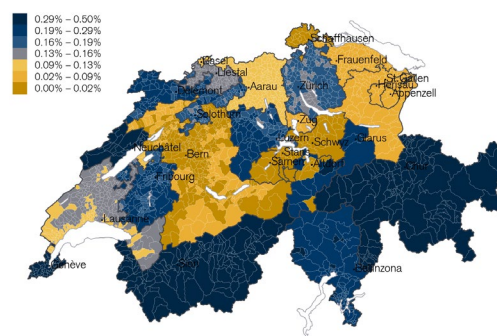 0.29% – 0.50%
0.19% – 0.29%
0.16% – 0.19%
0.13% – 0.16%
0.09% – 0.13%
0.02% – 0.09%
0.00% – 0.02%
Schaffhausen
Basel
Liestal
Frauenfeld
Delémont
Aarau
Zürich
St.Gallen
Herisau
Appenzell
Solothurn
Zug
Neuchâtel
Luzern
Schwyz
Glarus
Bern
Stans
Sarnen
Altdorf
Fribourg
Lausanne
Genève
Bellinzona